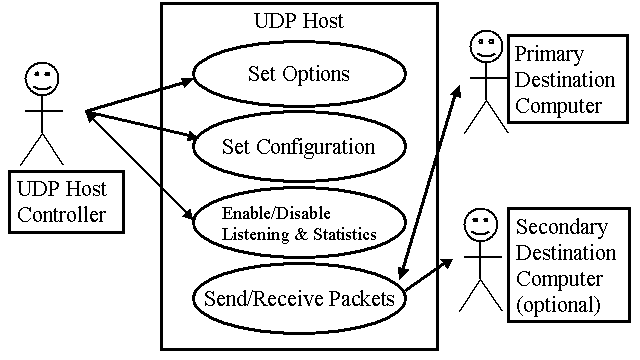 UDP Host
Set Options
Set Configuration
Enable/Disable
Listening & Statistics
Send/Receive Packets
UDP Host
Controller
Primary
Destination
Computer
Secondary
Destination
Computer
(optional)